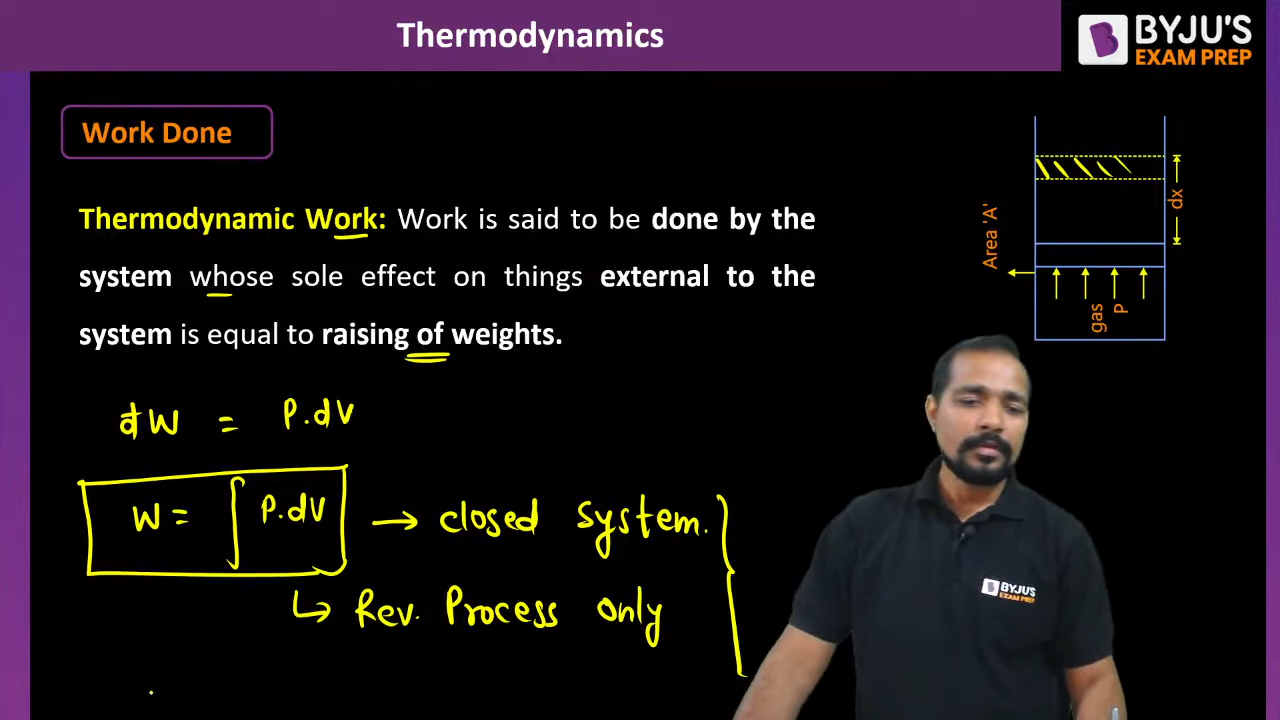 Thermodynamics
BYJU'S
EXAM PREP
Work Done
Thermodynamic Work: Work is said to be done by the
system whose sole effect on things external to the
system is equal to raising of weights.
dx
Area 'A'
gas
P
đW = P.dV
W = ∫ P.dV → closed system.
↳ Rev. Process only
BYJU'S
EXAM PREP